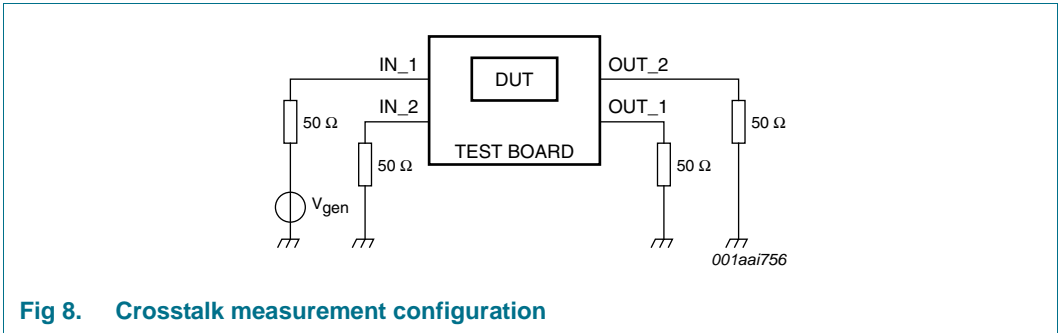 IN_1
OUT_2
DUT
IN_2
OUT_1
50 Ω
50 Ω
TEST BOARD
50 Ω
50 Ω
Vgen
001aai756
Fig 8. Crosstalk measurement configuration